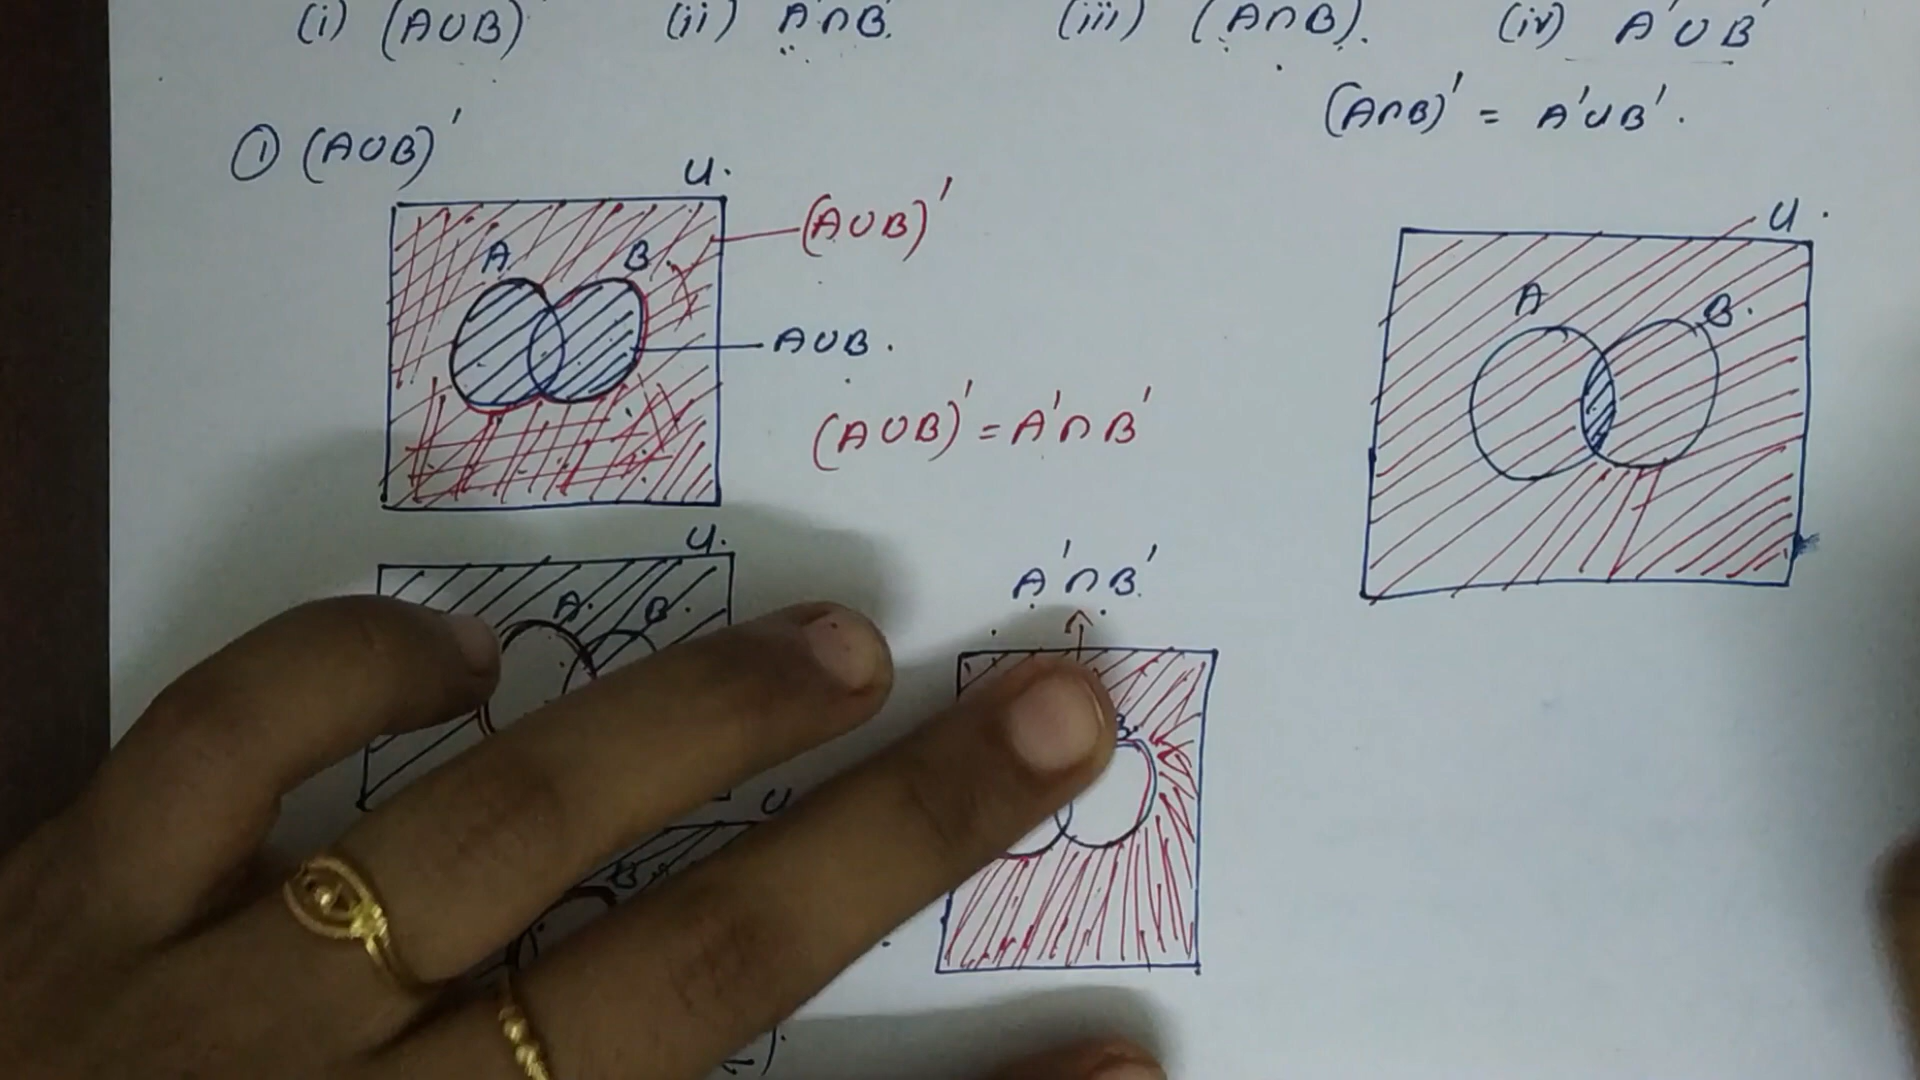 (i) (A∪B)' (ii) A'∩B' (iii) (A∩B)' (iv) A'∪B'
(A∩B)' = A'∪B'.
① (A∪B)'
U.
A B.
(A∪B)'
A∪B.
(A∪B)' = A'∩B'
U.
A B.
U.
A. B.
A'∩B'
B.
U
B.